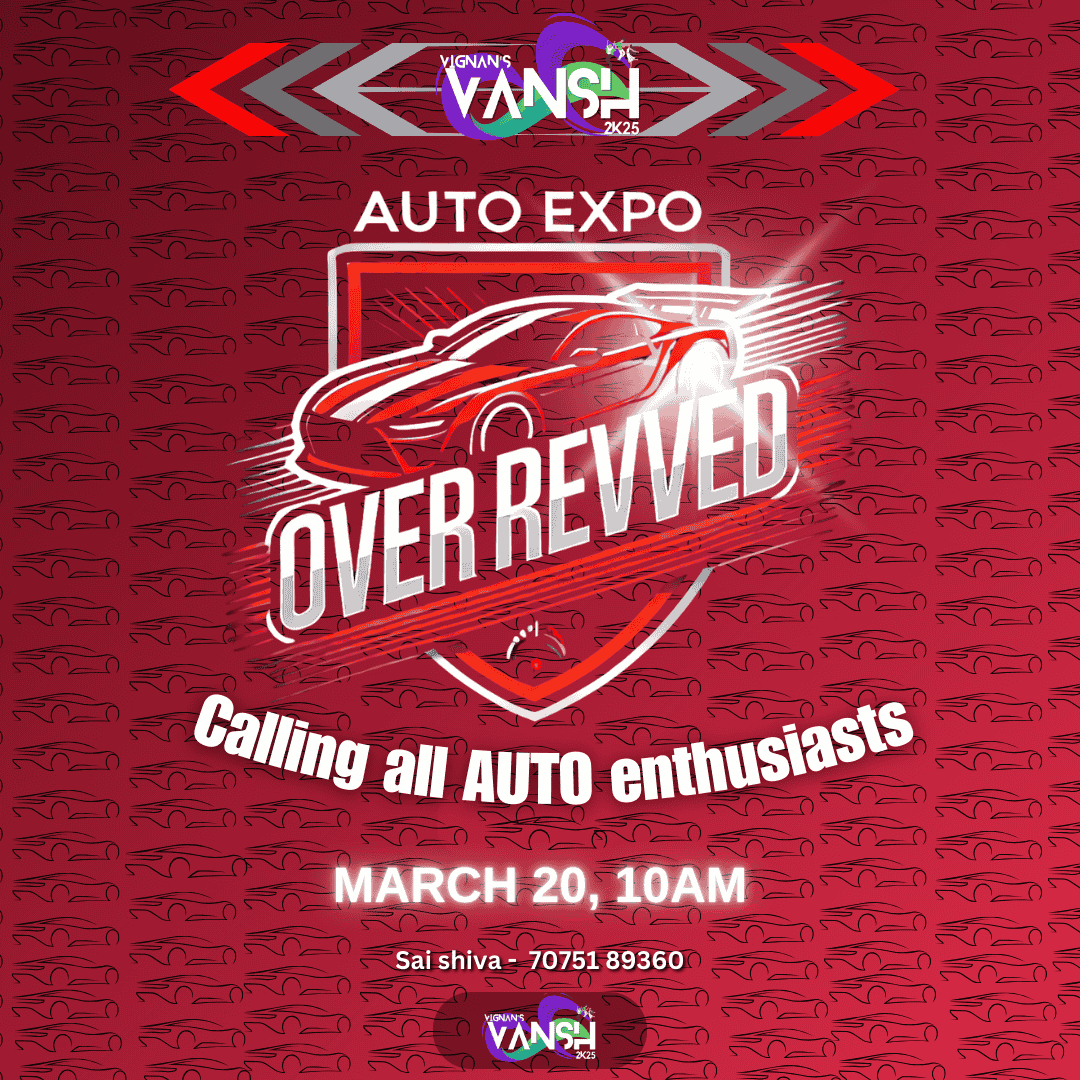 VIGNAN'S
VANSH
2K25
AUTO EXPO
OVER REVVED
Calling all AUTO enthusiasts
MARCH 20, 10AM
Sai shiva - 70751 89360
VIGNAN'S
VANSH
2K25